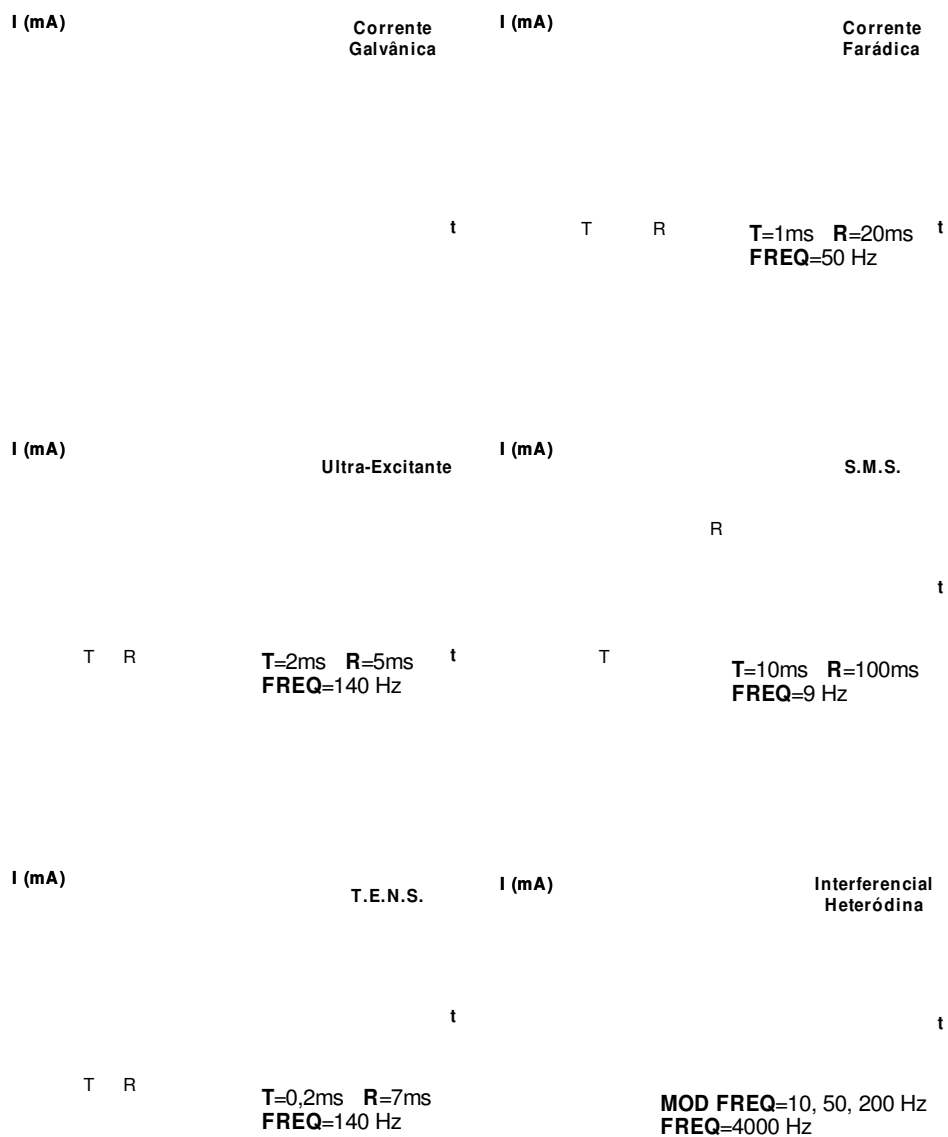 I (mA)
Corrente
Galvânica
t
I (mA)
Corrente
Farádica
T R
T=1ms R=20ms
FREQ=50 Hz
t
I (mA)
Ultra-Excitante
T R
T=2ms R=5ms
FREQ=140 Hz
t
I (mA)
S.M.S.
R
t
T
T=10ms R=100ms
FREQ=9 Hz
I (mA)
T.E.N.S.
t
T R
T=0,2ms R=7ms
FREQ=140 Hz
I (mA)
Interferencial
Heteródina
t
MOD FREQ=10, 50, 200 Hz
FREQ=4000 Hz